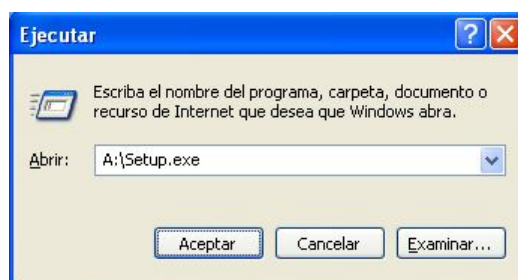 Ejecutar
Escriba el nombre del programa, carpeta, documento o
recurso de Internet que desea que Windows abra.
Abrir: A:\Setup.exe
Aceptar Cancelar Examinar...